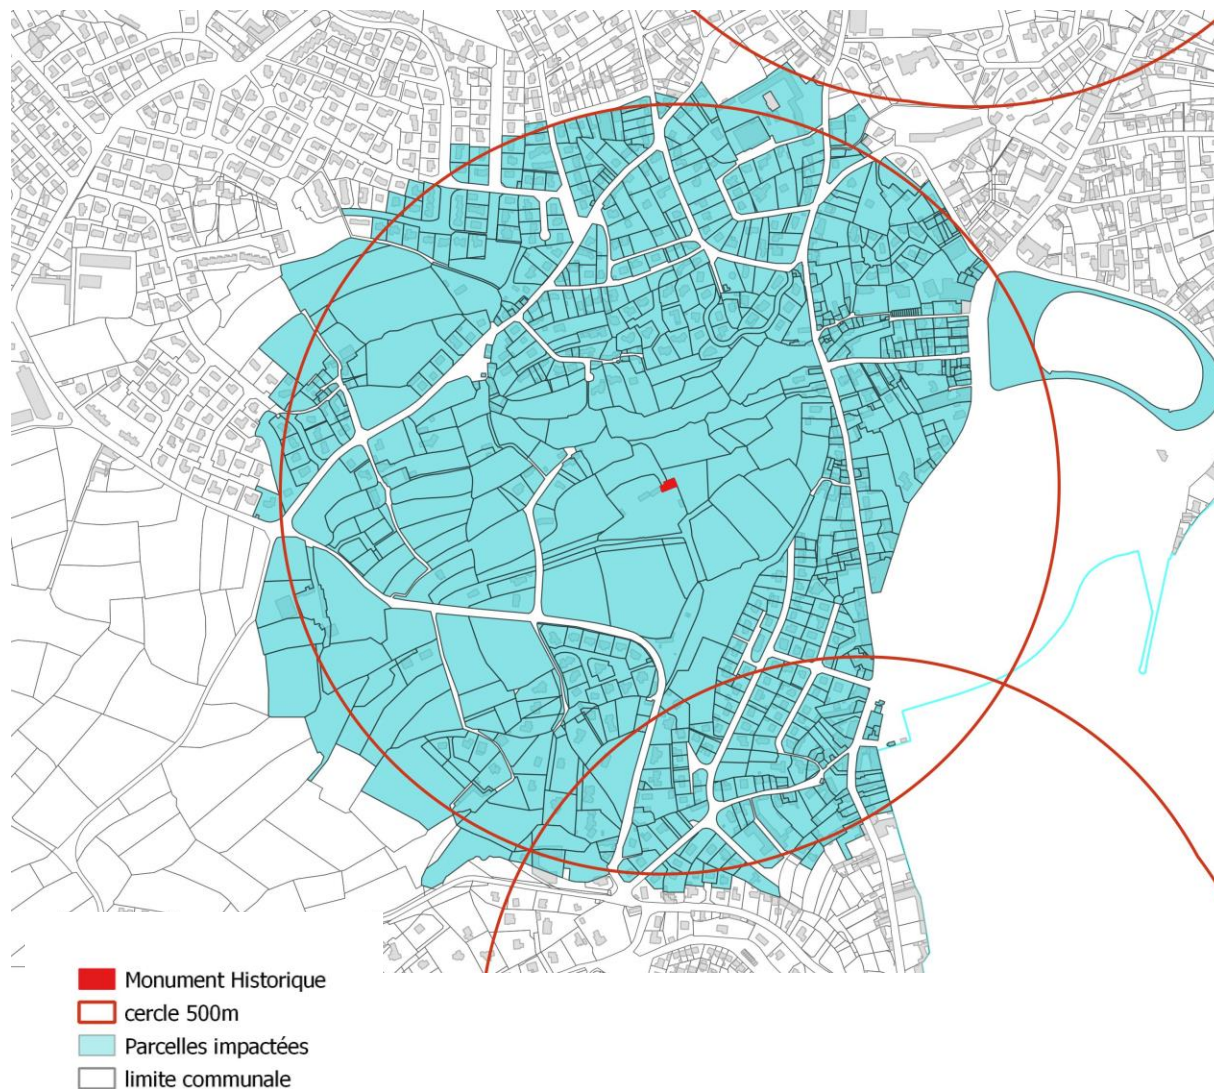 Monument Historique
cercle 500m
Parcelles impactées
limite communale